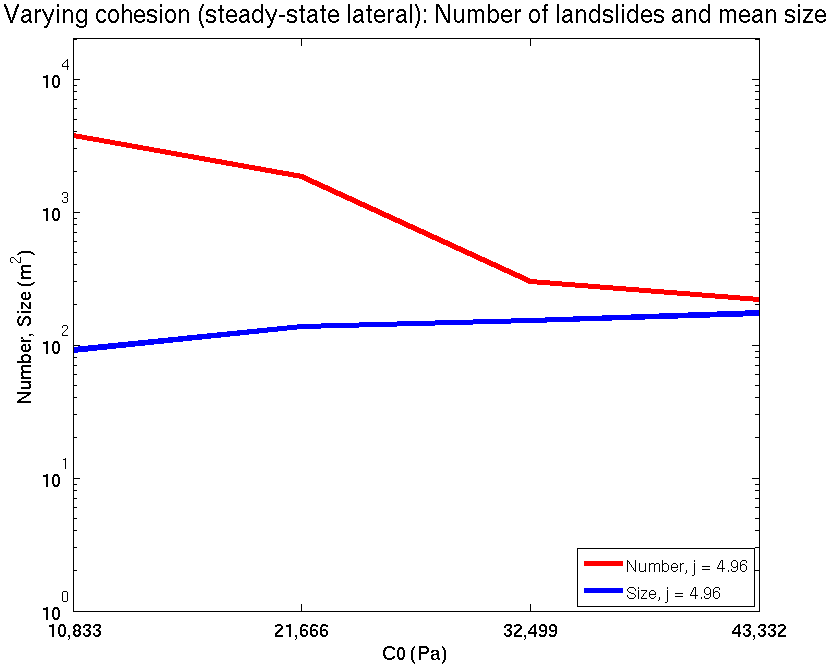 Varying cohesion (steady-state lateral): Number of landslides and mean size
10^4
10^3
10^2
10^1
10^0
Number, Size (m^2)
10,833 21,666 32,499 43,332
C0 (Pa)
Number, j = 4.96
Size, j = 4.96